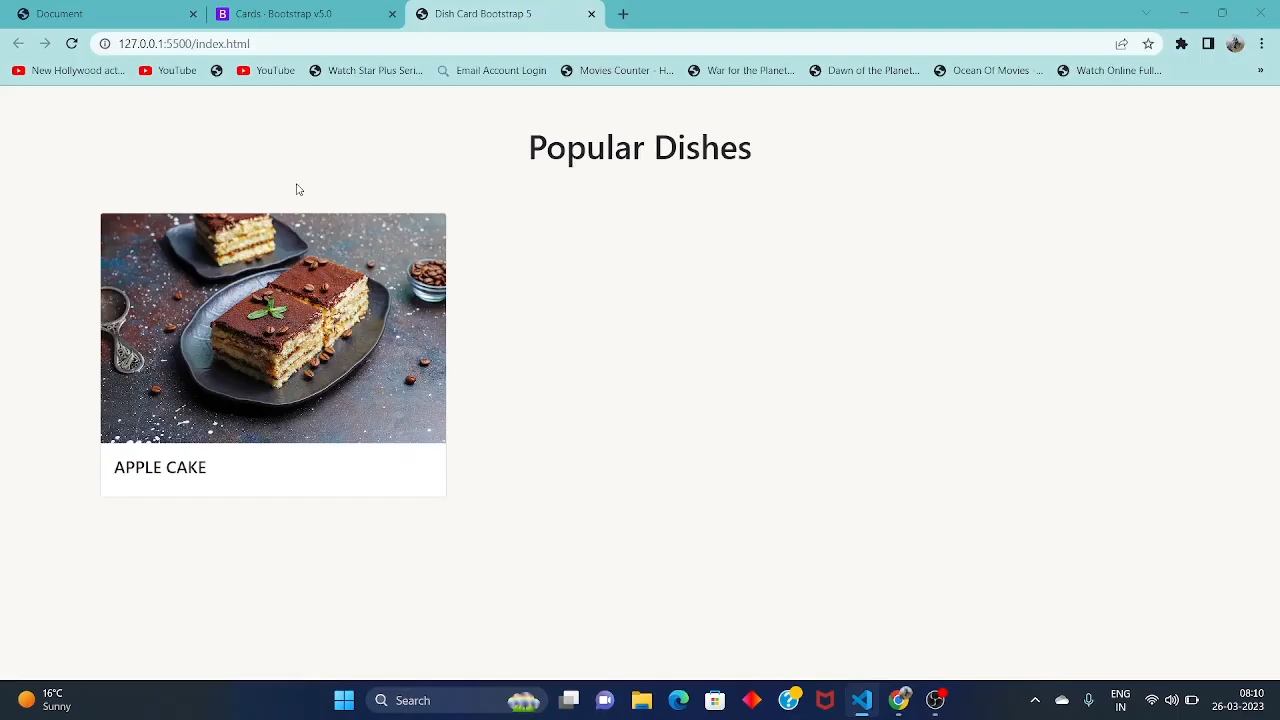 Document
Cards · Bootstrap v5.0
Dish Card Bootstrap 5
127.0.0.1:5500/index.html
New Hollywood act...
YouTube
YouTube
Watch Star Plus Seri...
Email Account Login
Movies Counter - H...
War for the Planet...
Dawn of the Planet...
Ocean Of Movies -...
Watch Online Full...
Popular Dishes
APPLE CAKE
16°C
Sunny
Search
ENG
IN
08:10
26-03-2023